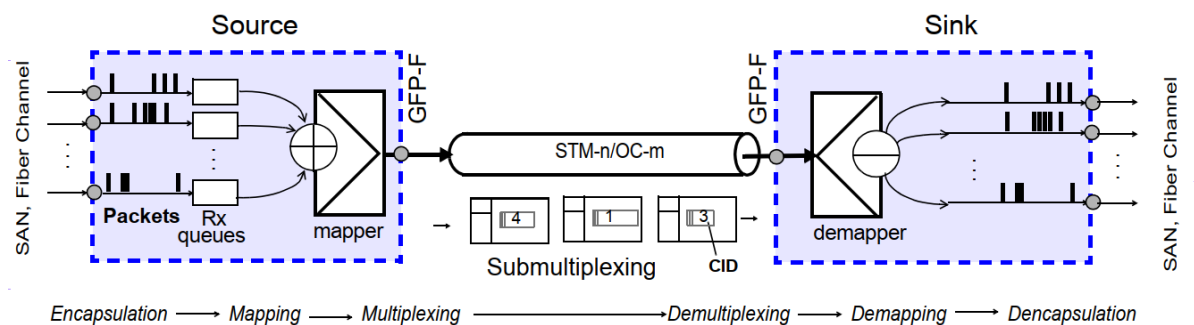 Source
Sink
SAN, Fiber Channel
GFP-F
GFP-F
SAN, Fiber Channel
STM-n/OC-m
Packets
Rx
queues
mapper
demapper
4
1
3
CID
Submultiplexing
Encapsulation
Mapping
Multiplexing
Demultiplexing
Demapping
Dencapsulation